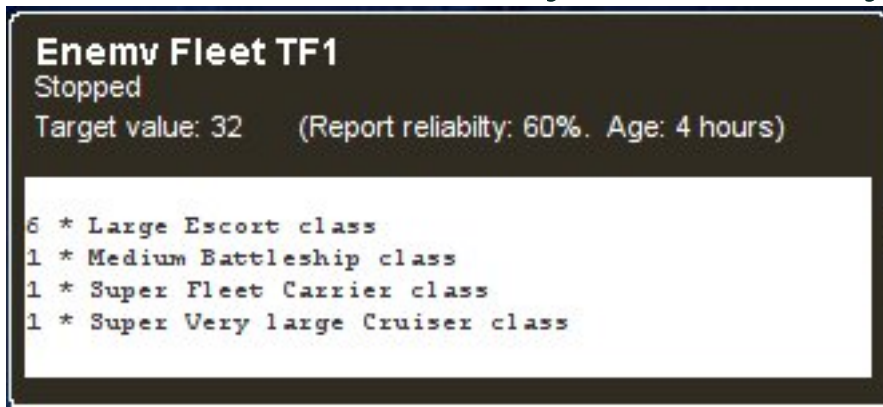 Enemy Fleet TF1
Stopped
Target value: 32 (Report reliabilty: 60%. Age: 4 hours)
6 * Large Escort class
1 * Medium Battleship class
1 * Super Fleet Carrier class
1 * Super Very large Cruiser class